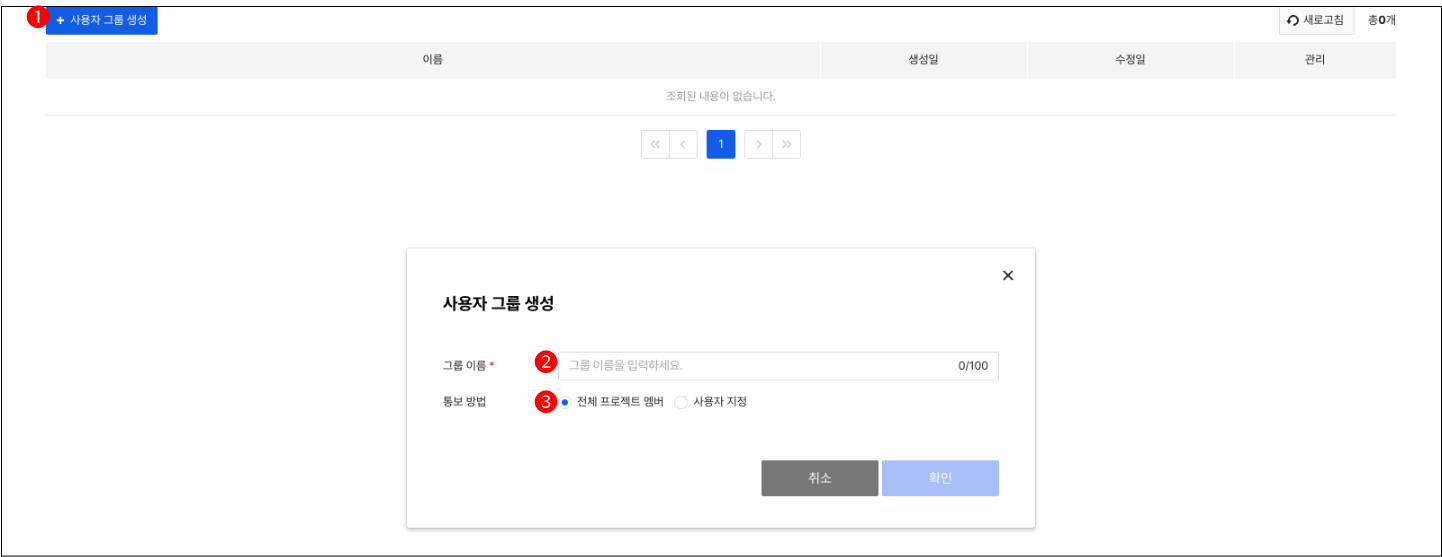 1 + 사용자 그룹 생성 새로고침 총0개
이름 생성일 수정일 관리
조회된 내용이 없습니다.
« < 1 > »
×
사용자 그룹 생성
그룹 이름 * 2 그룹 이름을 입력하세요. 0/100
통보 방법 3 전체 프로젝트 멤버 사용자 지정
취소 확인